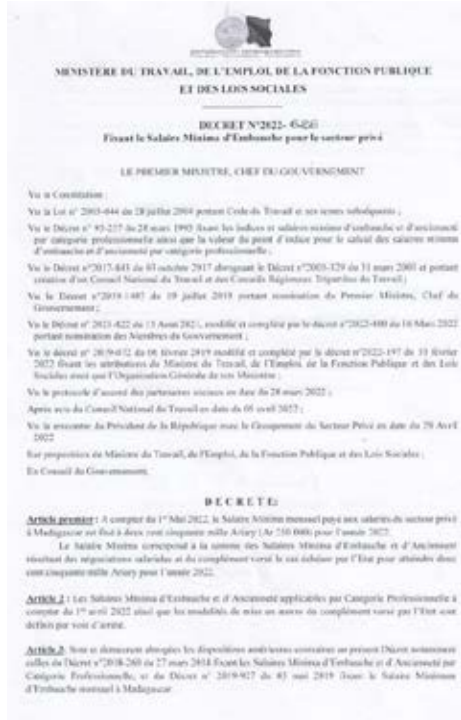 MINISTERE DU TRAVAIL, DE L'EMPLOI, DE LA FONCTION PUBLIQUE
ET DES LOIS SOCIALES
DECRET N°2022-
Fixant le Salaire Minima d'Embauche pour le secteur privé
LE PREMIER MINISTRE, CHEF DU GOUVERNEMENT
Vu la Constitution ;
Vu la Loi n° 2003-044 du 28 juillet 2004 portant Code du Travail et ses textes subséquents ;
Vu le Décret n° du 28 mars 1995 fixant les indices et salaires minima d'embauche et d'ancienneté
par catégorie professionnelle ainsi que la valeur du point d'indice pour le calcul des salaires minima
d'embauche et d'ancienneté par catégorie professionnelle ;
Vu le Décret n°2017-843 du octobre 2017 abrogeant le Décret n°2005-329 du 31 mars 2005 et portant
création d'un Conseil National du Travail et des Conseils Régionaux Tripartites du Travail ;
Vu le Décret n°2019-1407 du 19 juillet 2019 portant nomination du Premier Ministre, Chef du
Gouvernement ;
Vu le Décret n° 2021-822 du 15 Août 2021, modifié et complété par le décret n°2022-400 du 16 Mars 2022
portant nomination des Membres du Gouvernement ;
Vu le décret n° 2019-072 du 06 février 2019 modifié et complété par le décret n°2022-197 du février
2022 fixant les attributions du Ministre du Travail, de l'Emploi, de la Fonction Publique et des Lois
Sociales ainsi que l'Organisation Générale de son Ministère ;
Vu le protocole d'accord des partenaires sociaux en date du 28 mars 2022 ;
Après avis du Conseil National du Travail en date du 05 avril 2022 ;
Vu la rencontre du Président de la République avec le Groupement du Secteur Privé en date du 29 Avril
2022
Sur proposition du Ministre du Travail, de l'Emploi, de la Fonction Publique et des Lois Sociales ;
En Conseil du Gouvernement,
DECRETE:
Article premier : A compter du 1er Mai 2022, le Salaire Minima mensuel payé aux salariés du secteur privé
à Madagascar est fixé à deux cent cinquante mille Ariary (Ar 250 000) pour l'année 2022.
Le Salaire Minima correspond à la somme des Salaires Minima d'Embauche et d'Ancienneté
résultant des négociations salariales et du complément versé le cas échéant par l'Etat pour atteindre deux
cent cinquante mille Ariary pour l'année 2022.
Article 2 : Les Salaires Minima d'Embauche et d'Ancienneté applicables par Catégorie Professionnelle à
compter du 1er avril 2022 ainsi que les modalités de mise en œuvre du complément versé par l'Etat sont
définis par voie d'arrêté.
Article 3: Sont et demeurent abrogées les dispositions antérieures contraires au présent Décret notamment
celles du Décret n°2018-260 du 27 mars 2018 fixant les Salaires Minima d'Embauche et d'Ancienneté par
Catégorie Professionnelle, et du Décret n° 2019-927 du mai 2019 fixant le Salaire Minimum
d'Embauche mensuel à Madagascar